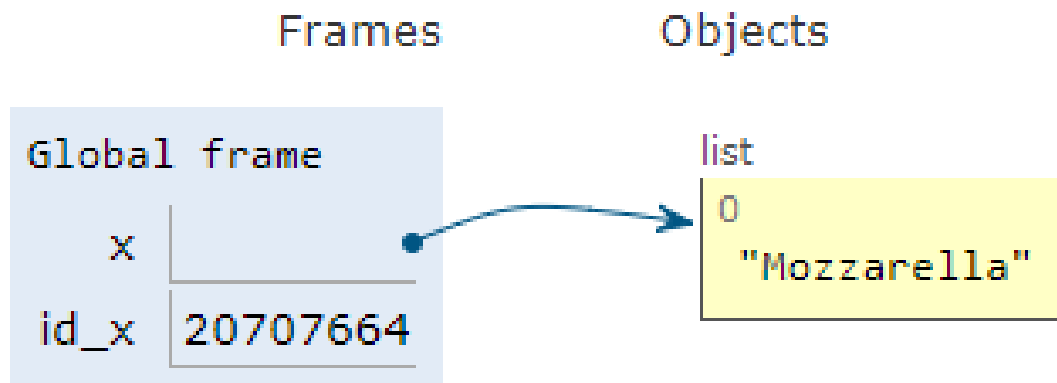 Frames Objects
Global frame
list
0
x
"Mozzarella"
id_x 20707664